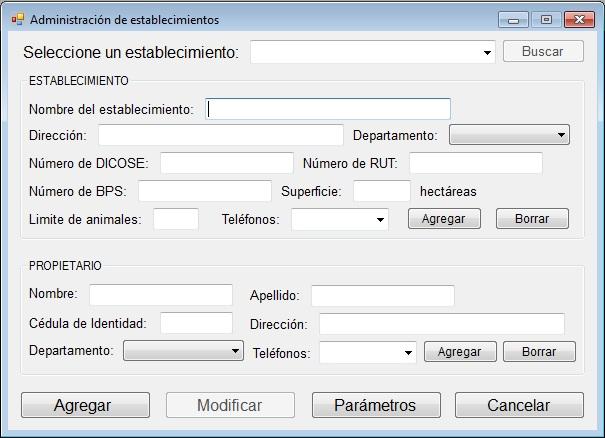 Administración de establecimientos
Seleccione un establecimiento: Buscar
ESTABLECIMIENTO
Nombre del establecimiento:
Dirección: Departamento:
Número de DICOSE: Número de RUT:
Número de BPS: Superficie: hectáreas
Limite de animales: Teléfonos: Agregar Borrar
PROPIETARIO
Nombre: Apellido:
Cédula de Identidad: Dirección:
Departamento: Teléfonos: Agregar Borrar
Agregar Modificar Parámetros Cancelar